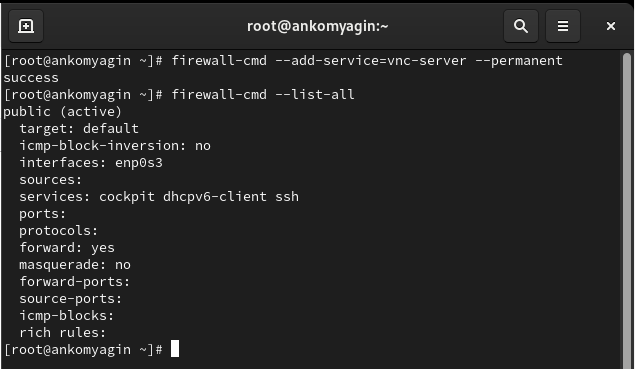 root@ankomyagin:~
[root@ankomyagin ~]# firewall-cmd --add-service=vnc-server --permanent
success
[root@ankomyagin ~]# firewall-cmd --list-all
public (active)
  target: default
  icmp-block-inversion: no
  interfaces: enp0s3
  sources:
  services: cockpit dhcpv6-client ssh
  ports:
  protocols:
  forward: yes
  masquerade: no
  forward-ports:
  source-ports:
  icmp-blocks:
  rich rules:
[root@ankomyagin ~]#